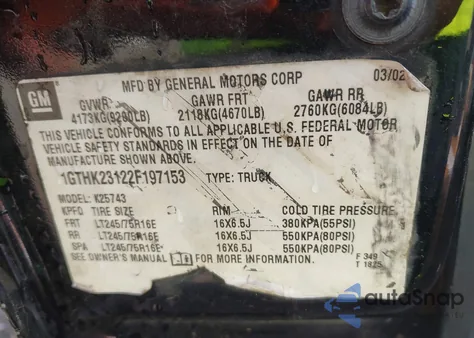 GM
MFD BY GENERAL MOTORS CORP 03/02
GVWR GAWR FRT GAWR RR
4173KG(9200LB) 2118KG(4670LB) 2760KG(6084LB)
THIS VEHICLE CONFORMS TO ALL APPLICABLE U.S. FEDERAL MOTOR
VEHICLE SAFETY STANDARDS IN EFFECT ON THE DATE OF
MANUFACTURE SHOWN ABOVE.
1GTHK23122F197153 TYPE: TRUCK
MODEL: K25743
KPFO TIRE SIZE RIM COLD TIRE PRESSURE
FRT LT245/75R16E 16X6.5J 380KPA(55PSI)
RR LT245/75R16E 16X6.5J 550KPA(80PSI)
SPA LT245/75R16E 16X6.5J 550KPA(80PSI)
SEE OWNER'S MANUAL FOR MORE INFORMATION.
F 349
T 1825
autoSnap